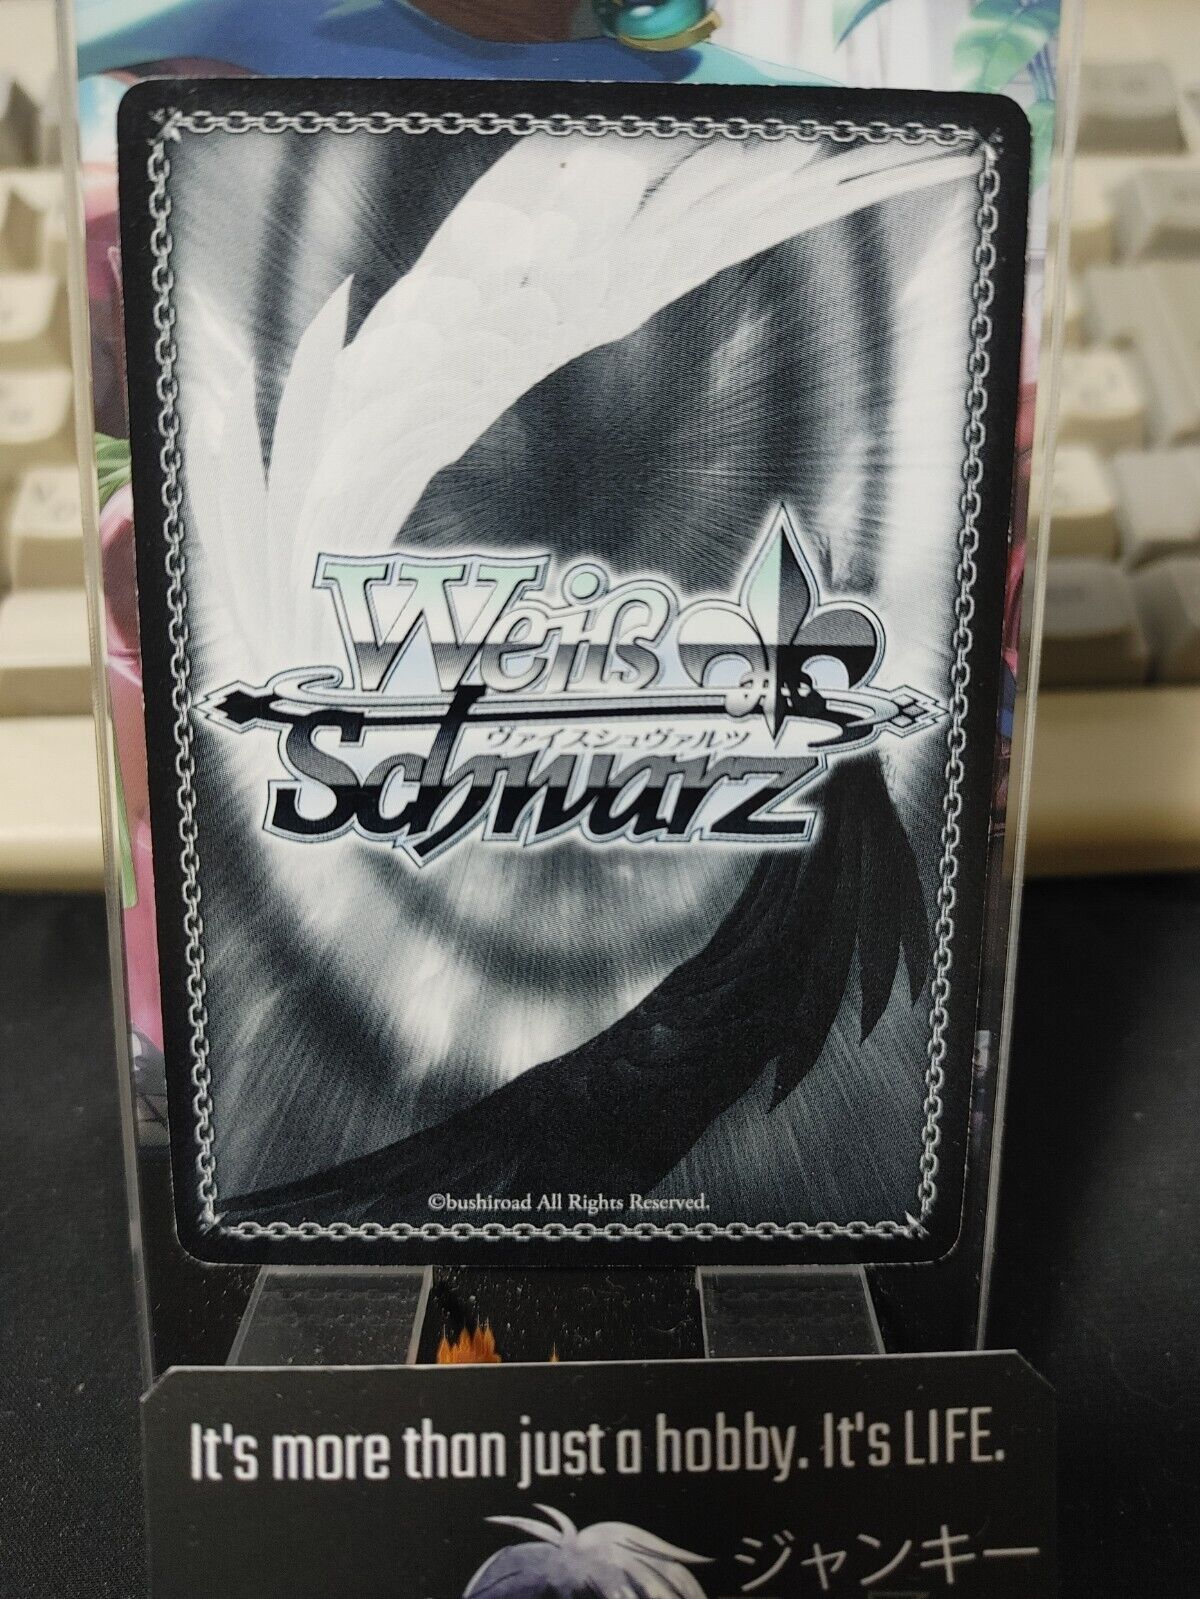 Weiß
Schwarz
ヴァイスシュヴァルツ
©bushiroad All Rights Reserved.
It's more than just a hobby. It's LIFE.
ジャンキー